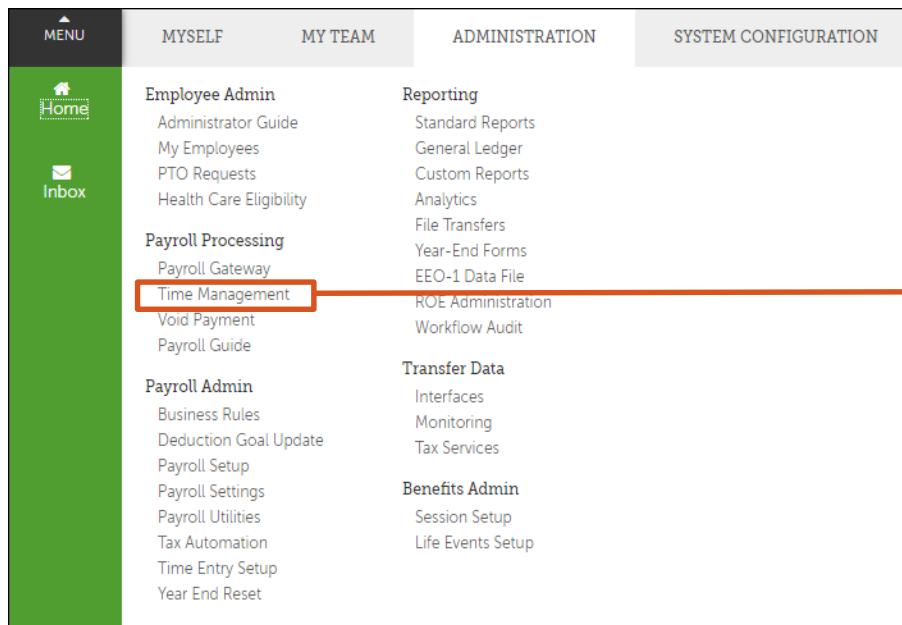 MENU
MYSELF
MY TEAM
ADMINISTRATION
SYSTEM CONFIGURATION
Home
Inbox
Employee Admin
Administrator Guide
My Employees
PTO Requests
Health Care Eligibility
Payroll Processing
Payroll Gateway
Time Management
Void Payment
Payroll Guide
Payroll Admin
Business Rules
Deduction Goal Update
Payroll Setup
Payroll Settings
Payroll Utilities
Tax Automation
Time Entry Setup
Year End Reset
Reporting
Standard Reports
General Ledger
Custom Reports
Analytics
File Transfers
Year-End Forms
EEO-1 Data File
ROE Administration
Workflow Audit
Transfer Data
Interfaces
Monitoring
Tax Services
Benefits Admin
Session Setup
Life Events Setup